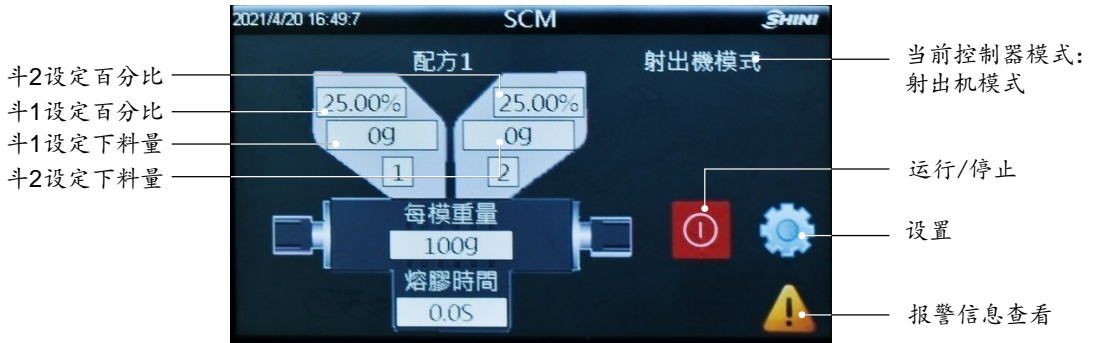 2021/4/20 16:49:7
SCM
SHINI
配方1
射出機模式
当前控制器模式:
射出机模式
斗2设定百分比
斗1设定百分比
斗1设定下料量
斗2设定下料量
25.00%
25.00%
0g
0g
1
2
运行/停止
每模重量
100g
设置
熔膠時間
0.0S
报警信息查看